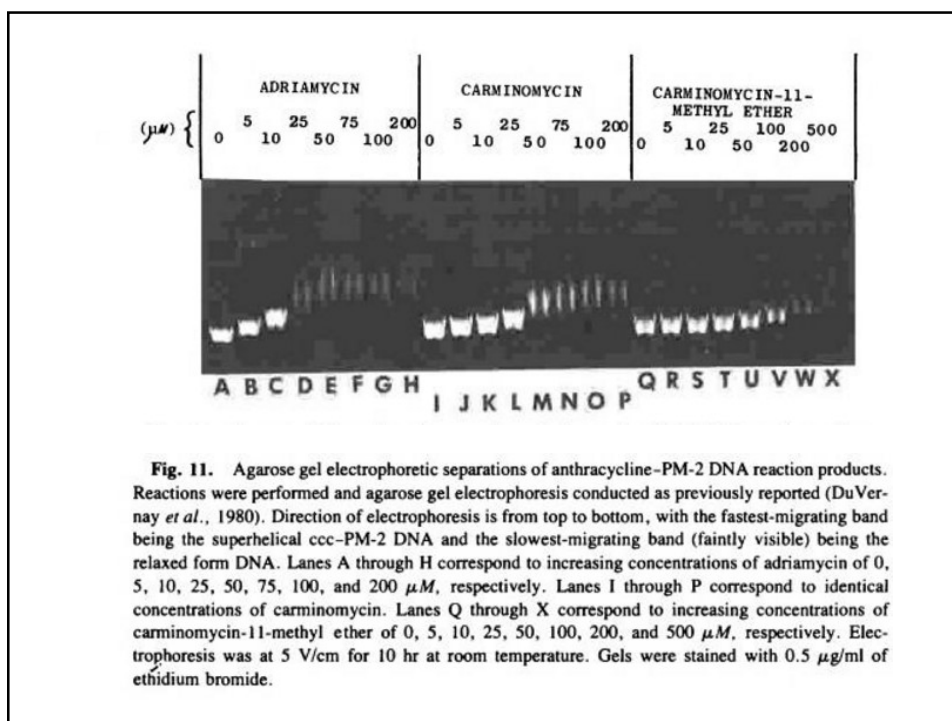 ADRIAMYCIN
CARMINOMYCIN
CARMINOMYCIN-11-
METHYL ETHER
(μM) {
5 25 75 200
0 10 50 100
5 25 75 200
0 10 50 100
5 25 100 500
0 10 50 200
A B C D E F G H
I J K L M N O P
Q R S T U V W X
Fig. 11. Agarose gel electrophoretic separations of anthracycline–PM-2 DNA reaction products.
Reactions were performed and agarose gel electrophoresis conducted as previously reported (DuVer-
nay et al., 1980). Direction of electrophoresis is from top to bottom, with the fastest-migrating band
being the superhelical ccc–PM-2 DNA and the slowest-migrating band (faintly visible) being the
relaxed form DNA. Lanes A through H correspond to increasing concentrations of adriamycin of 0,
5, 10, 25, 50, 75, 100, and 200 μM, respectively. Lanes I through P correspond to identical
concentrations of carminomycin. Lanes Q through X correspond to increasing concentrations of
carminomycin-11-methyl ether of 0, 5, 10, 25, 50, 100, 200, and 500 μM, respectively. Elec-
trophoresis was at 5 V/cm for 10 hr at room temperature. Gels were stained with 0.5 μg/ml of
ethidium bromide.